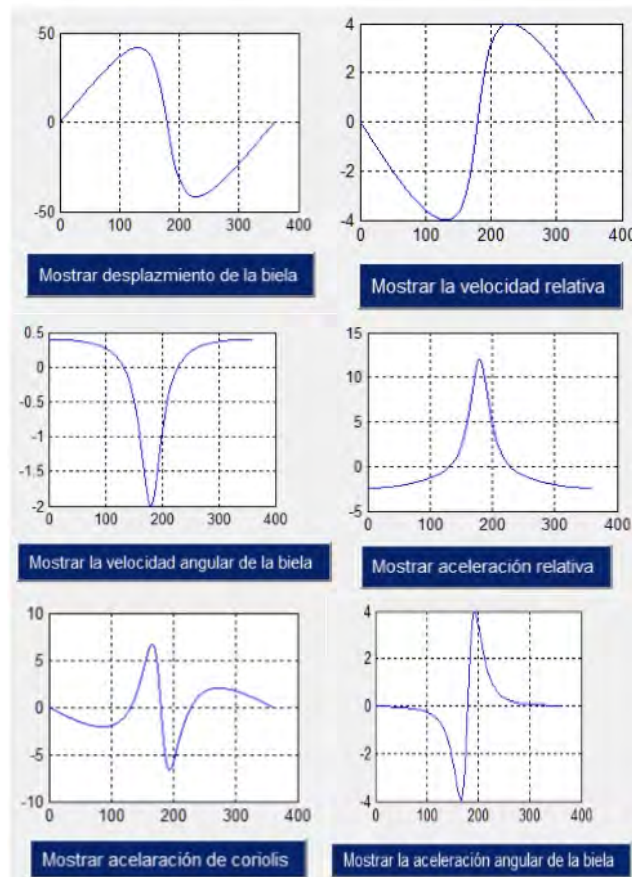 50
0
-50
0 100 200 300 400
Mostrar desplazmiento de la biela
4
2
0
-2
-4
0 200 400
Mostrar la velocidad relativa
0.5
0
-0.5
-1
-1.5
-2
0 100 200 300 400
Mostrar la velocidad angular de la biela
15
10
5
0
-5
0 100 200 300 400
Mostrar aceleración relativa
10
5
0
-5
-10
0 100 200 300 400
Mostrar acelaración de coriolis
4
2
0
-2
-4
0 100 200 300 400
Mostrar la aceleración angular de la biela